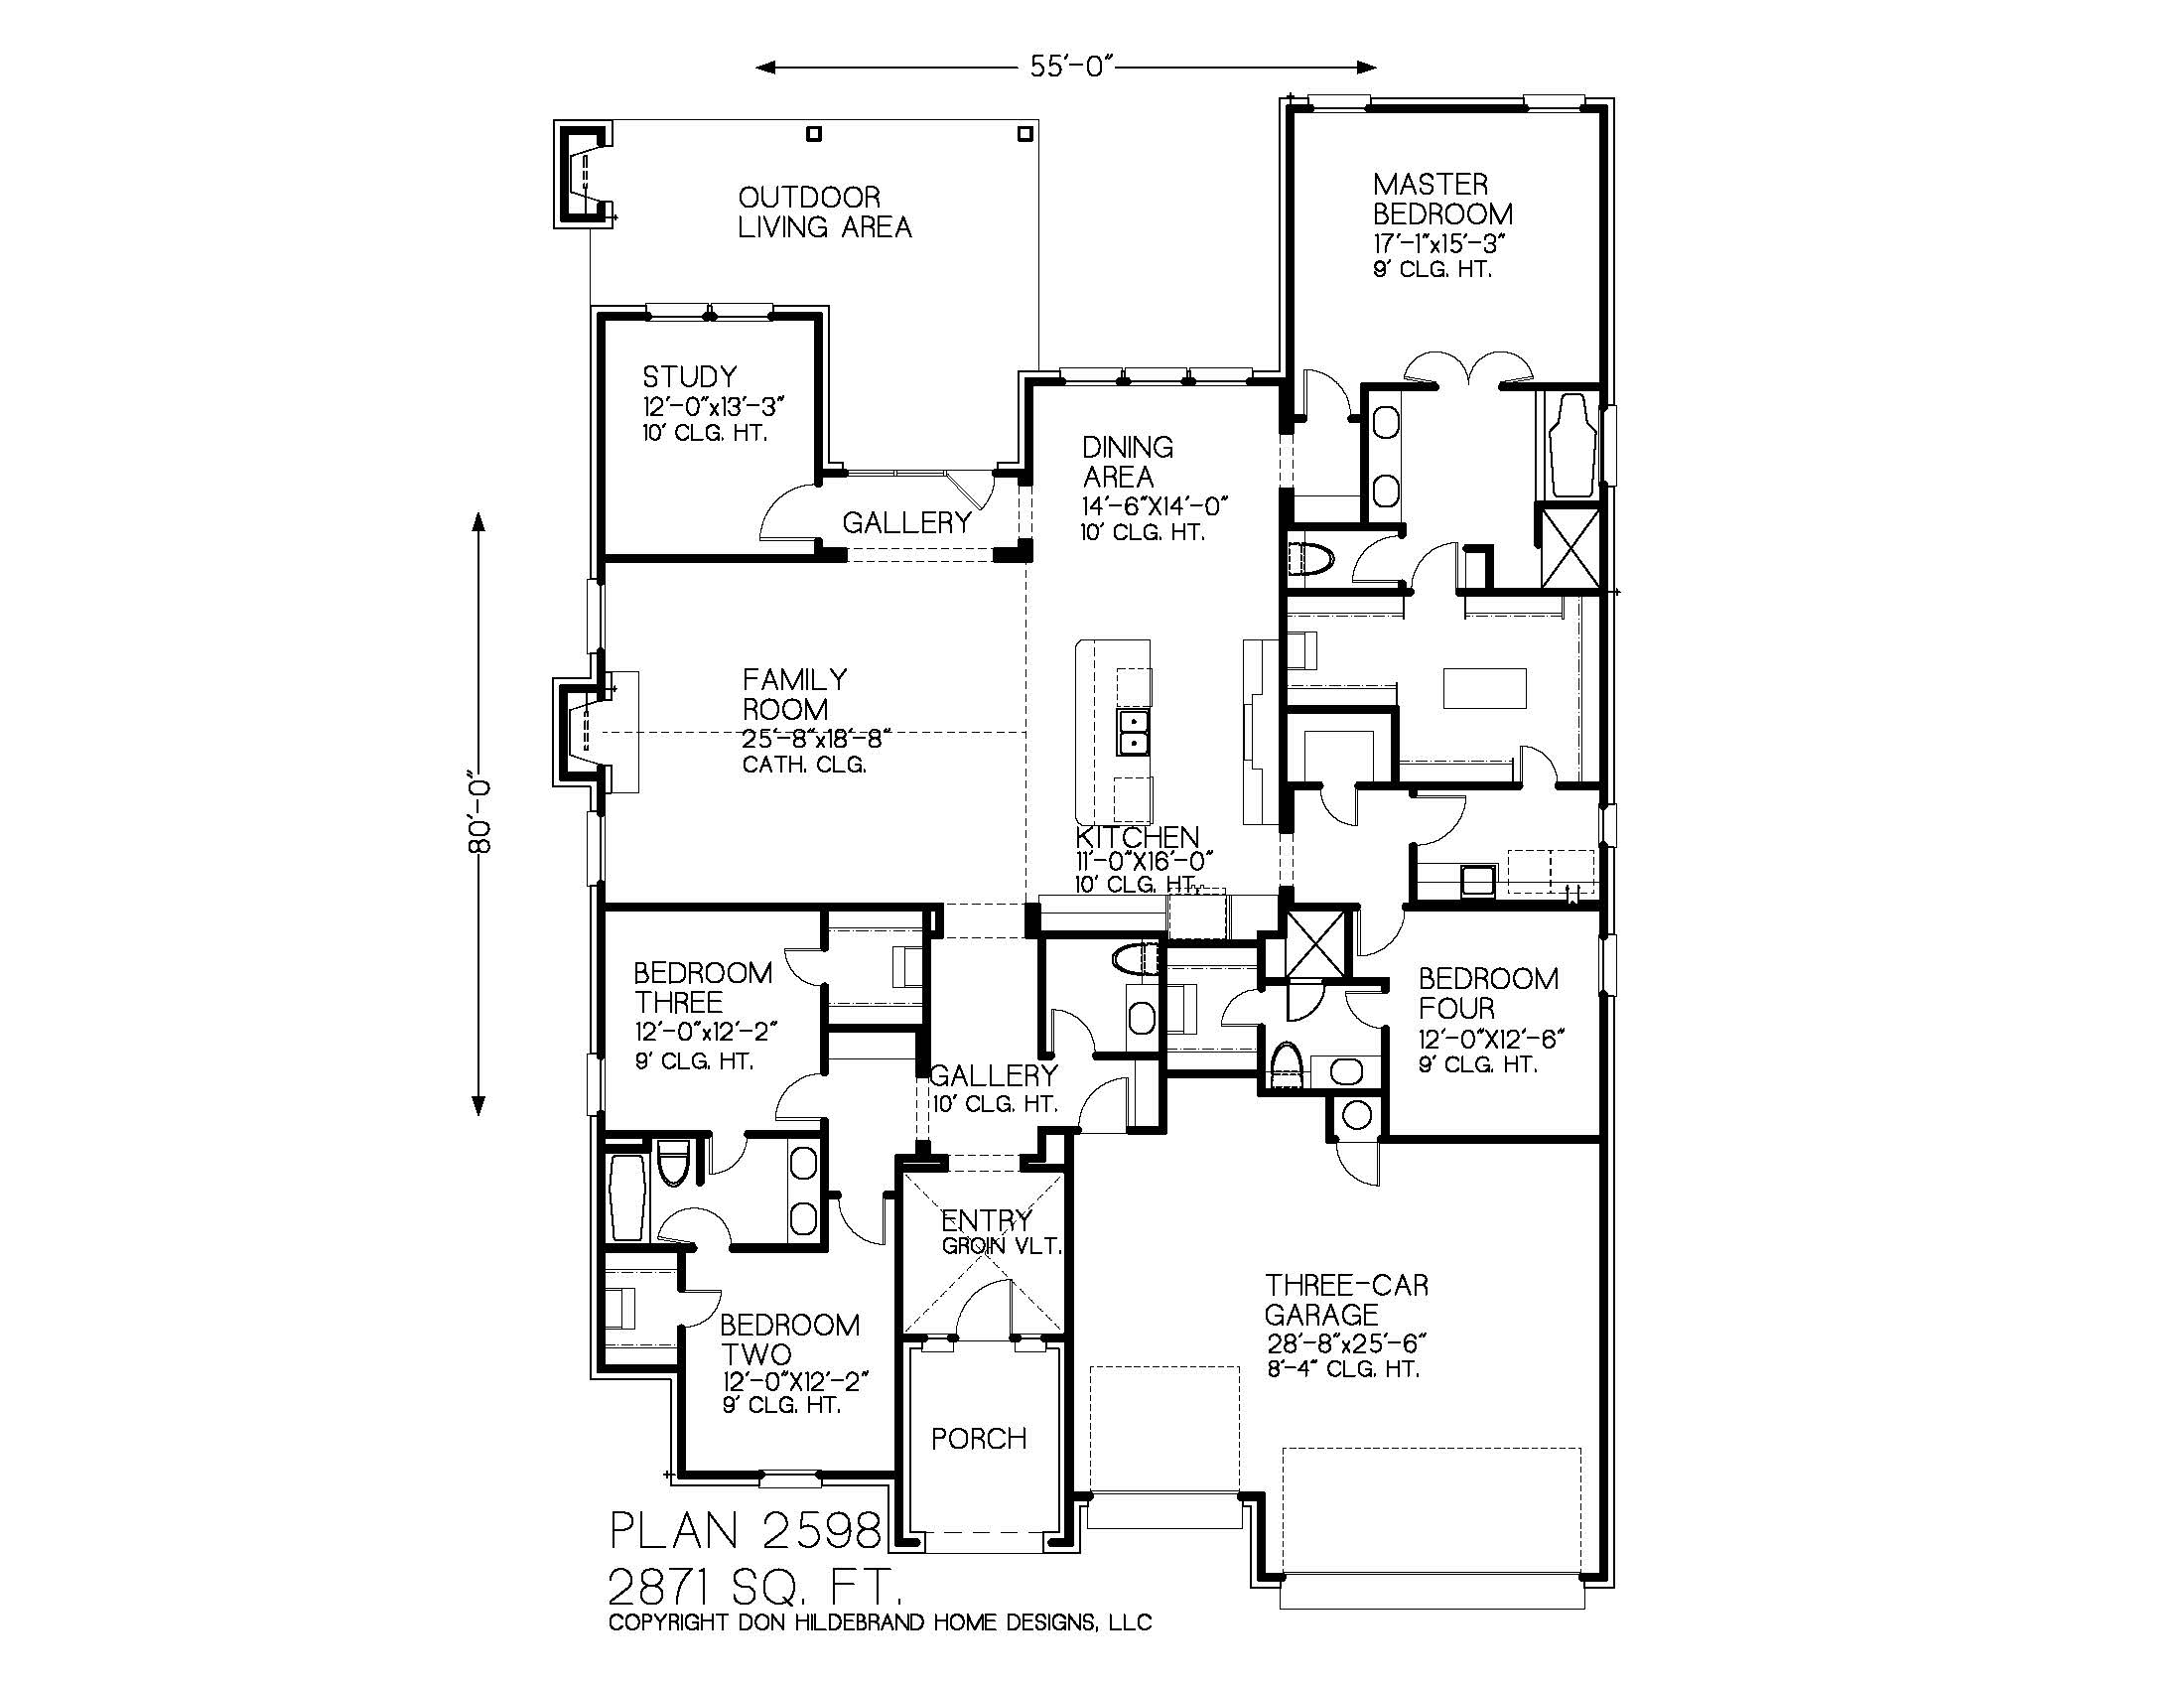 55'-0"
OUTDOOR
LIVING AREA
MASTER
BEDROOM
17'-1"x15'-3"
9' CLG. HT.
STUDY
12'-0"x13'-3"
10' CLG. HT.
DINING
AREA
14'-6"X14'-0"
10' CLG. HT.
GALLERY
FAMILY
ROOM
25'-8"x18'-8"
CATH. CLG.
80'-0"
KITCHEN
11'-0"X16'-0"
10' CLG. HT.
BEDROOM
THREE
12'-0"x12'-2"
9' CLG. HT.
BEDROOM
FOUR
12'-0"X12'-6"
9' CLG. HT.
GALLERY
10' CLG. HT.
ENTRY
GROIN VLT.
THREE-CAR
GARAGE
28'-8"x25'-6"
8'-4" CLG. HT.
BEDROOM
TWO
12'-0"X12'-2"
9' CLG. HT.
PORCH
PLAN 2598
2871 SQ. FT.
COPYRIGHT DON HILDEBRAND HOME DESIGNS, LLC